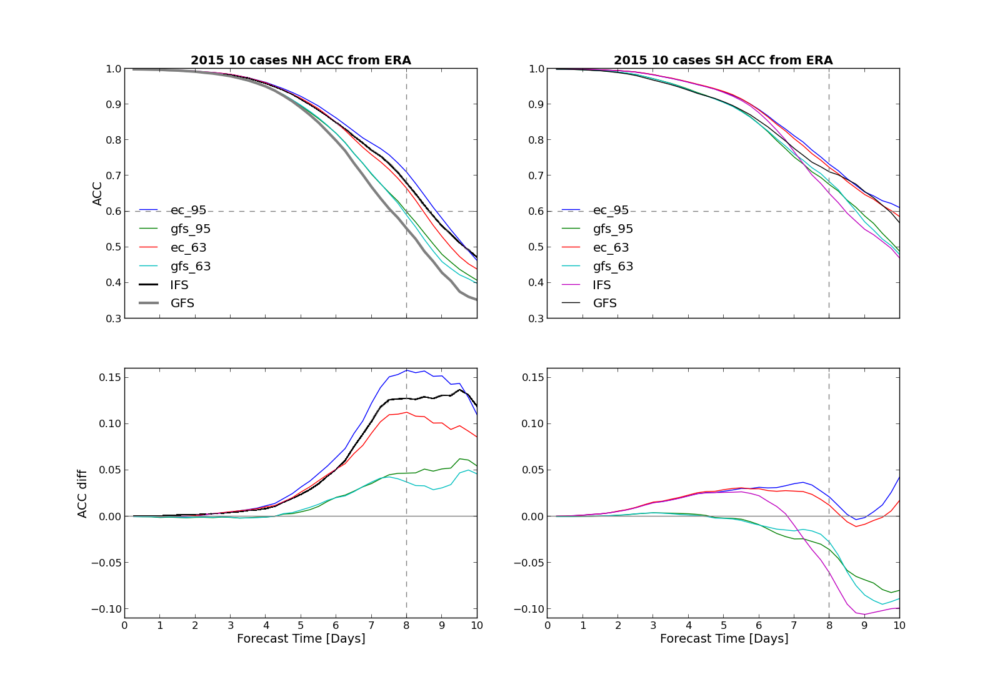 2015 10 cases NH ACC from ERA
1.0
0.9
0.8
0.7
0.6
0.5
0.4
0.3
ACC
ec_95
gfs_95
ec_63
gfs_63
IFS
GFS
2015 10 cases SH ACC from ERA
1.0
0.9
0.8
0.7
0.6
0.5
0.4
0.3
ec_95
gfs_95
ec_63
gfs_63
IFS
GFS
0.15
0.10
0.05
0.00
−0.05
−0.10
ACC diff
0 1 2 3 4 5 6 7 8 9 10
Forecast Time [Days]
0.15
0.10
0.05
0.00
−0.05
−0.10
0 1 2 3 4 5 6 7 8 9 10
Forecast Time [Days]